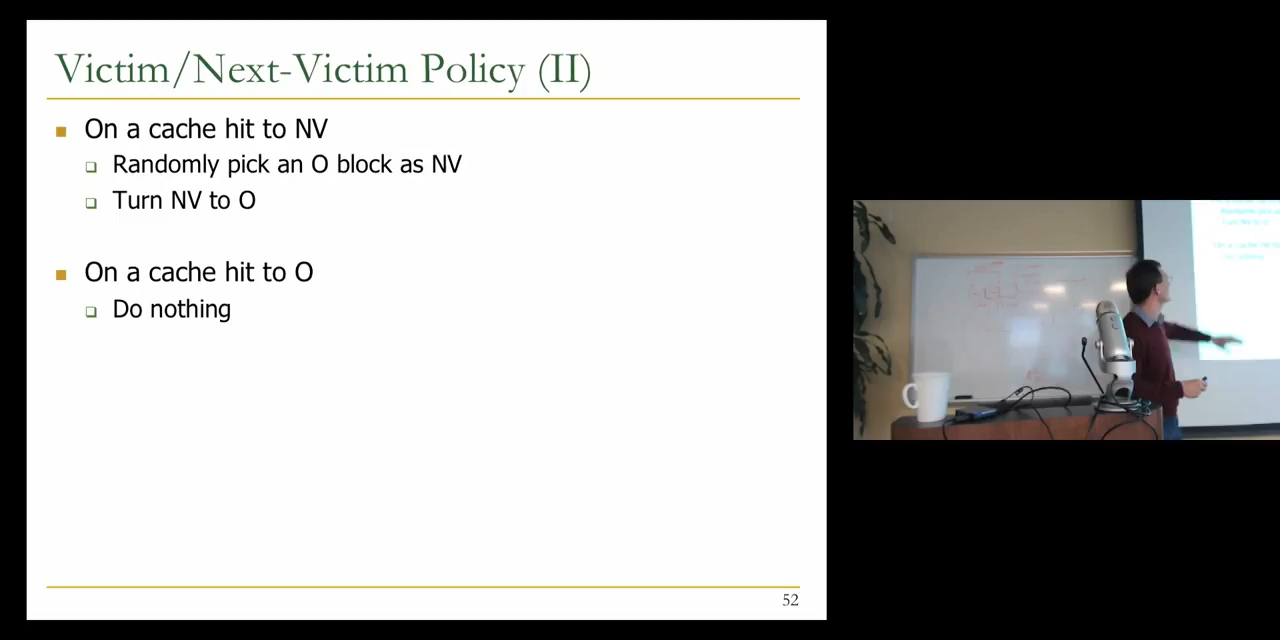 Victim/Next-Victim Policy (II)
On a cache hit to NV
Randomly pick an O block as NV
Turn NV to O
On a cache hit to O
Do nothing
52